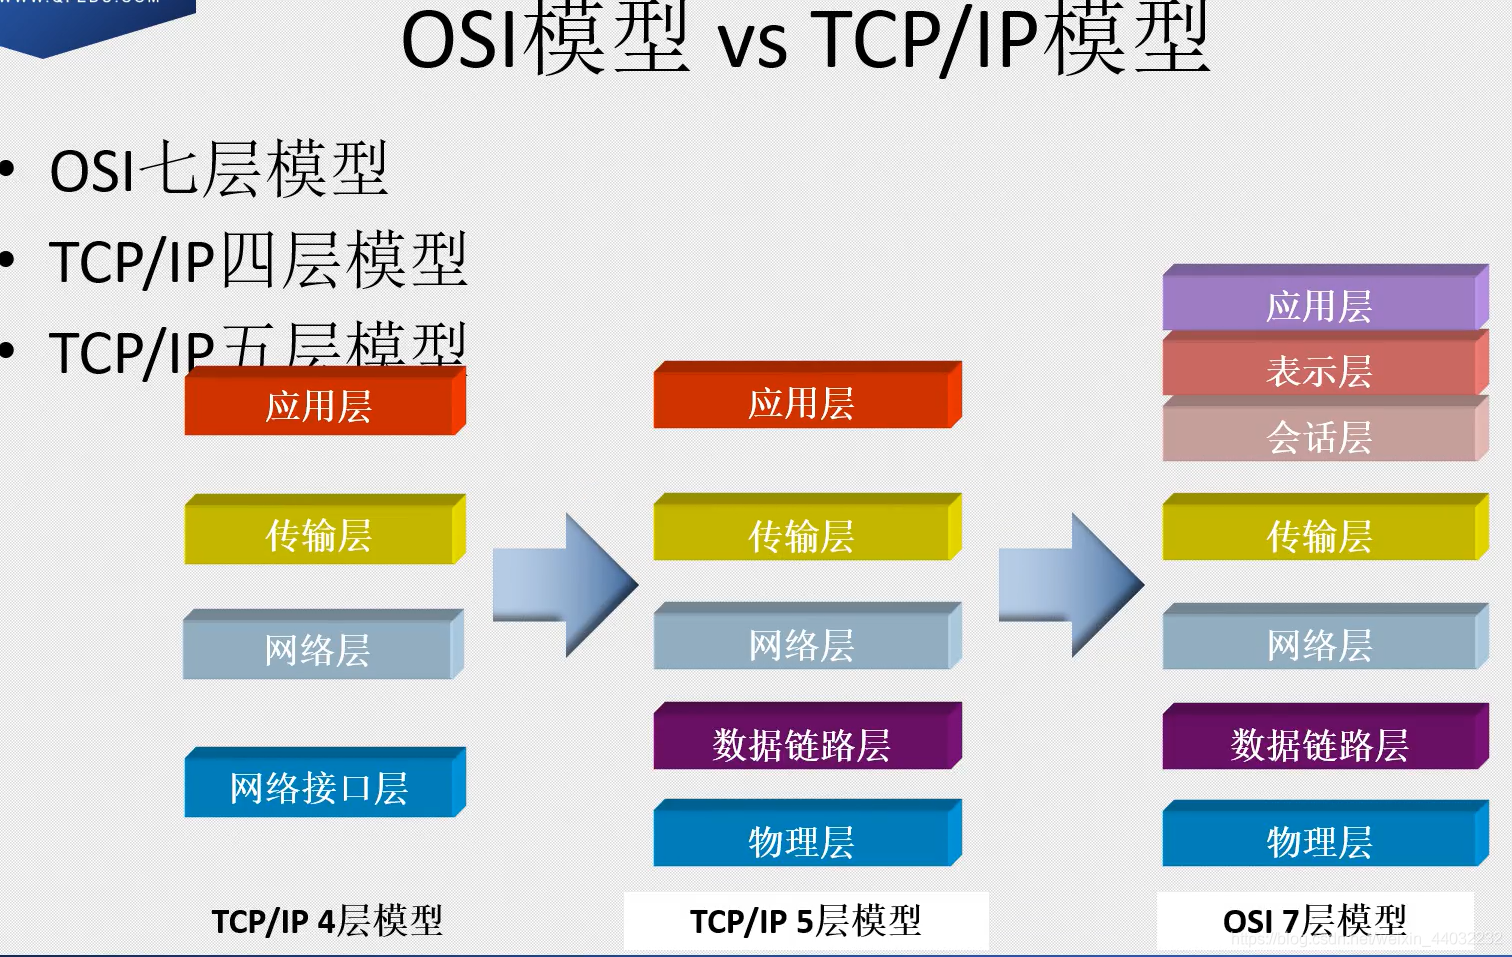 WWW.QFEDU.COM
OSI模型 vs TCP/IP模型
• OSI七层模型
• TCP/IP四层模型
• TCP/IP五层模型
应用层
传输层
网络层
网络接口层
TCP/IP 4层模型
应用层
传输层
网络层
数据链路层
物理层
TCP/IP 5层模型
应用层
表示层
会话层
传输层
网络层
数据链路层
物理层
OSI 7层模型
https://blog.csdn.net/weixin_44032232